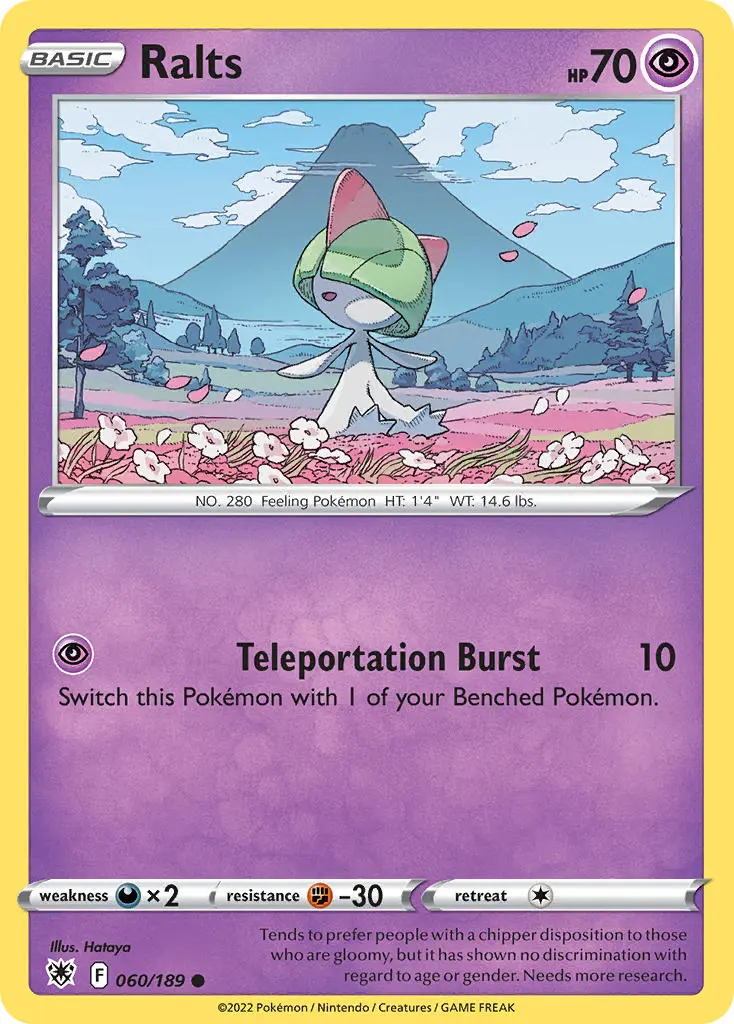 BASIC Ralts HP70
NO. 280 Feeling Pokémon HT: 1'4" WT: 14.6 lbs.
Teleportation Burst 10
Switch this Pokémon with 1 of your Benched Pokémon.
weakness ×2 resistance -30 retreat
Illus. Hataya
Tends to prefer people with a chipper disposition to those
who are gloomy, but it has shown no discrimination with
regard to age or gender. Needs more research.
F 060/189
©2022 Pokémon / Nintendo / Creatures / GAME FREAK